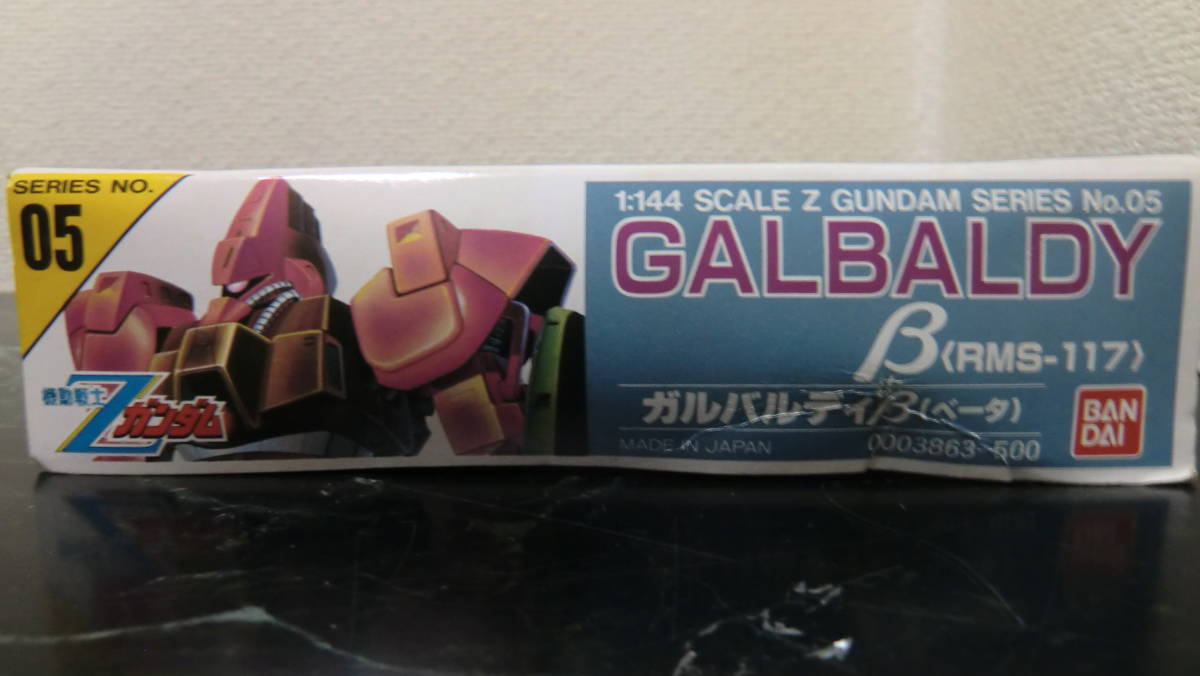 SERIES NO.
05
機動戦士
Z
ガンダム
1:144 SCALE Z GUNDAM SERIES No.05
GALBALDY
β〈RMS-117〉
ガルバルディβ(ベータ)
MADE IN JAPAN 0003863-500
BAN
DAI